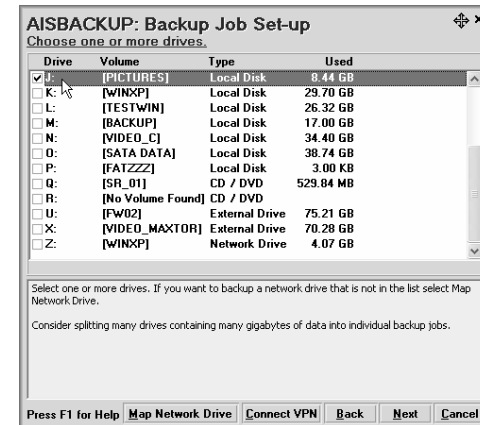 AISBACKUP: Backup Job Set-up
Choose one or more drives.
Drive Volume Type Used
J: [PICTURES] Local Disk 8.44 GB
K: [WINXP] Local Disk 29.70 GB
L: [TESTWIN] Local Disk 26.32 GB
M: [BACKUP] Local Disk 17.00 GB
N: [VIDEO_C] Local Disk 34.40 GB
O: [SATA DATA] Local Disk 38.74 GB
P: [FATZZZ] Local Disk 3.00 KB
Q: [SR_01] CD / DVD 529.84 MB
R: [No Volume Found] CD / DVD
U: [FW02] External Drive 75.21 GB
X: [VIDEO_MAXTOR] External Drive 70.28 GB
Z: [WINXP] Network Drive 4.07 GB
Select one or more drives. If you want to backup a network drive that is not in the list select Map
Network Drive.
Consider splitting many drives containing many gigabytes of data into individual backup jobs.
Press F1 for Help Map Network Drive Connect VPN Back Next Cancel